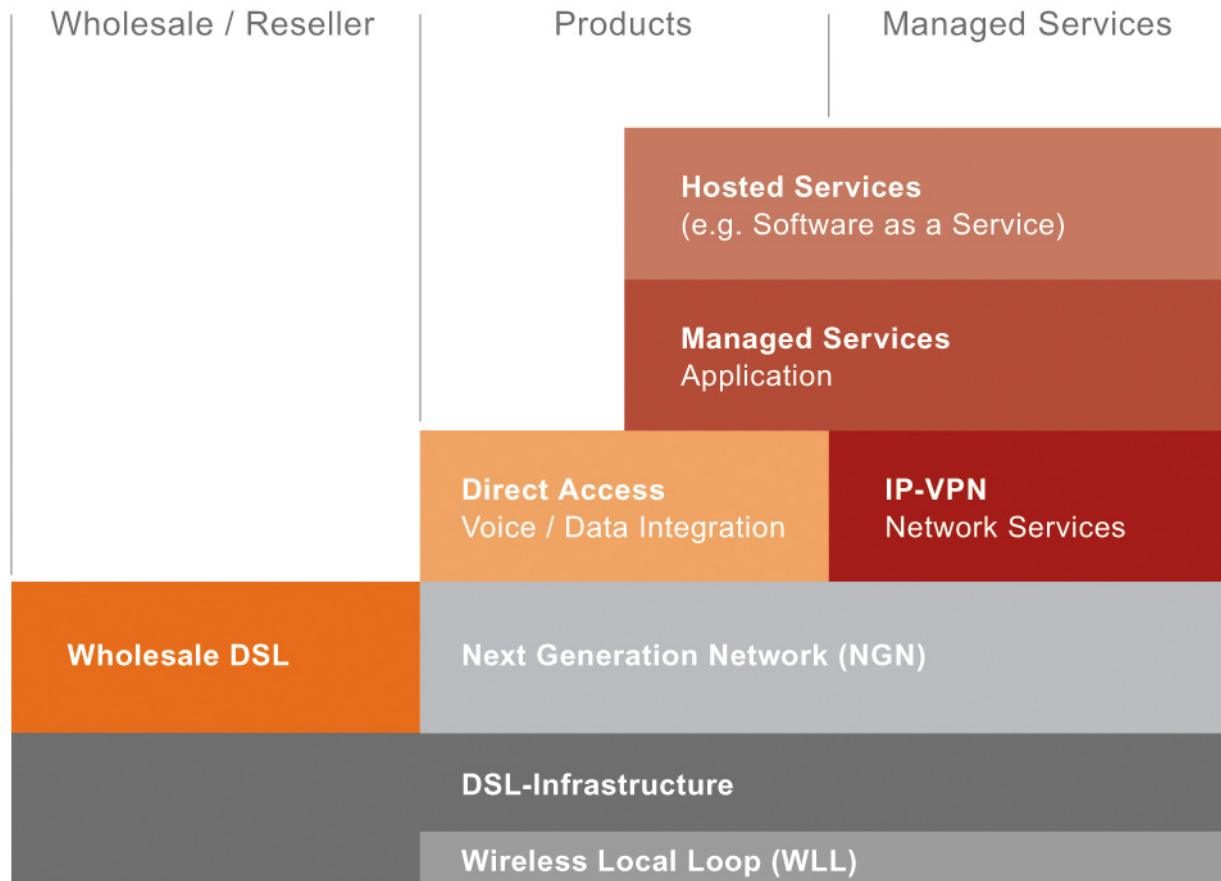 Wholesale / Reseller
Products
Managed Services
Hosted Services
(e.g. Software as a Service)
Managed Services
Application
Direct Access
Voice / Data Integration
IP-VPN
Network Services
Wholesale DSL
Next Generation Network (NGN)
DSL-Infrastructure
Wireless Local Loop (WLL)